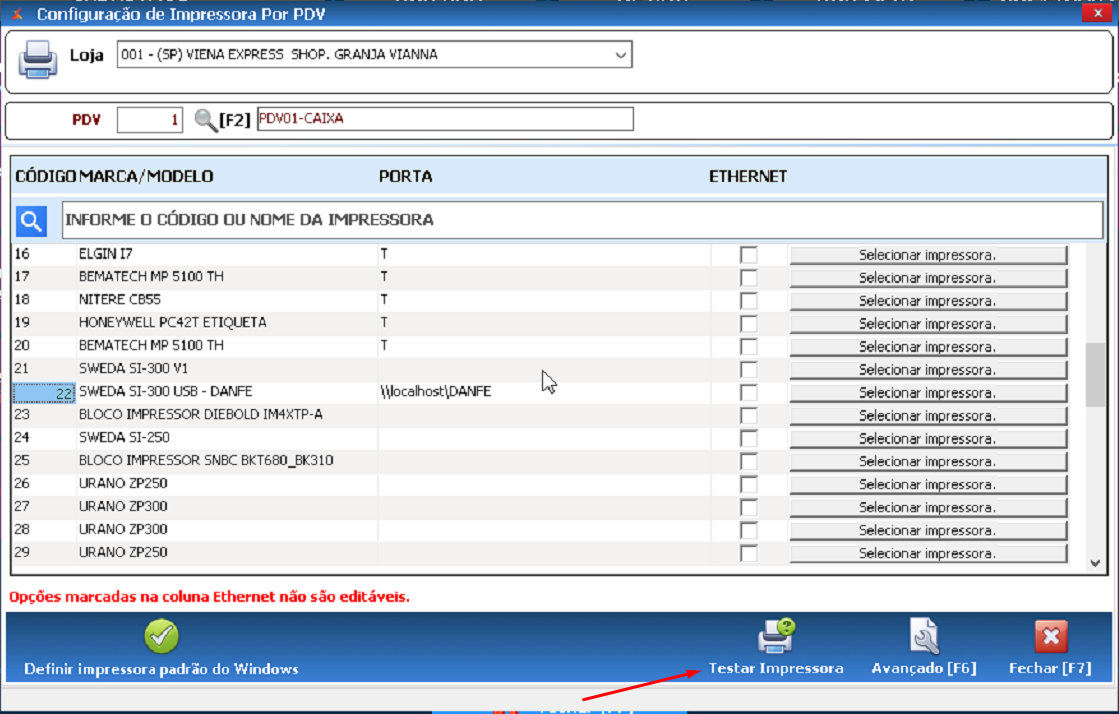 Configuração de Impressora Por PDV
Loja 001 - (SP) VIENA EXPRESS SHOP. GRANJA VIANNA
PDV 1 [F2] PDV01-CAIXA
CÓDIGO MARCA/MODELO PORTA ETHERNET
INFORME O CÓDIGO OU NOME DA IMPRESSORA
16 ELGIN I7 T Selecionar impressora.
17 BEMATECH MP 5100 TH T Selecionar impressora.
18 NITERE CB55 T Selecionar impressora.
19 HONEYWELL PC42T ETIQUETA T Selecionar impressora.
20 BEMATECH MP 5100 TH T Selecionar impressora.
21 SWEDA SI-300 V1 Selecionar impressora.
22 SWEDA SI-300 USB - DANFE \\localhost\DANFE Selecionar impressora.
23 BLOCO IMPRESSOR DIEBOLD IM4XTP-A Selecionar impressora.
24 SWEDA SI-250 Selecionar impressora.
25 BLOCO IMPRESSOR SNBC BKT680_BK310 Selecionar impressora.
26 URANO ZP250 Selecionar impressora.
27 URANO ZP300 Selecionar impressora.
28 URANO ZP300 Selecionar impressora.
29 URANO ZP250 Selecionar impressora.
Opções marcadas na coluna Ethernet não são editáveis.
Definir impressora padrão do Windows Testar Impressora Avançado [F6] Fechar [F7]